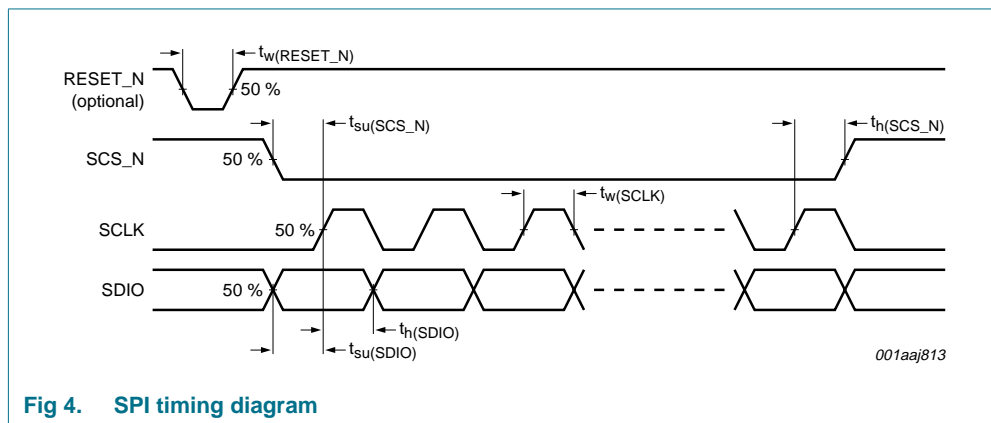 tw(RESET_N)
RESET_N
(optional)
50 %
tsu(SCS_N)
th(SCS_N)
SCS_N
50 %
tw(SCLK)
SCLK
50 %
SDIO
50 %
th(SDIO)
tsu(SDIO)
001aaj813
Fig 4. SPI timing diagram